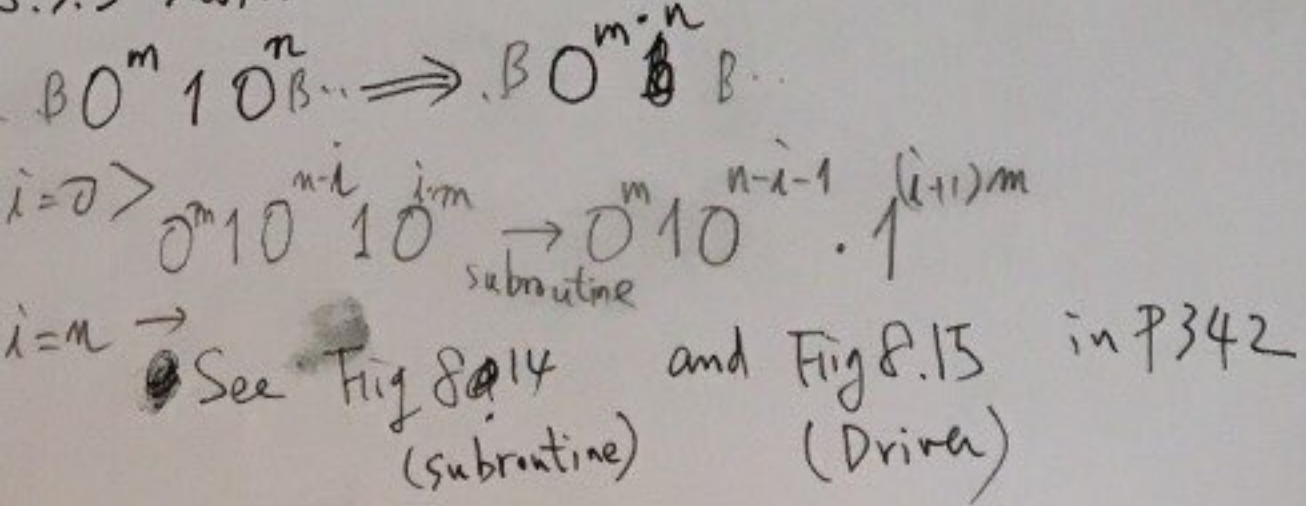 B0^m 1 0^n B.. ⟹ .B 0^{m·n} B..
i=0> 0^m 1 0^{n-i} 1 0^{i·m} → 0^m 1 0^{n-i-1} . 1^{(i+1)m}
subroutine
i=n → See Fig 8.14 and Fig 8.15 in P342
(subroutine) (Driver)